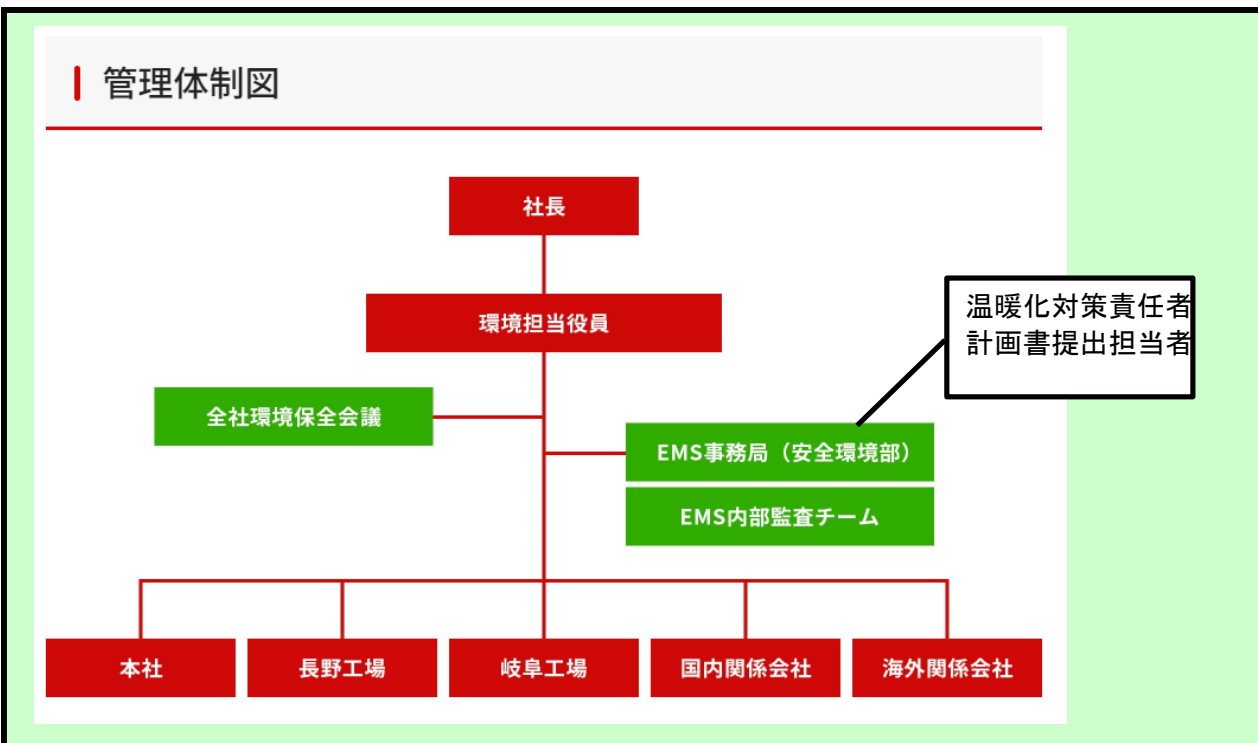 管理体制図
社長
環境担当役員
温暖化対策責任者
計画書提出担当者
全社環境保全会議
EMS事務局（安全環境部）
EMS内部監査チーム
本社
長野工場
岐阜工場
国内関係会社
海外関係会社